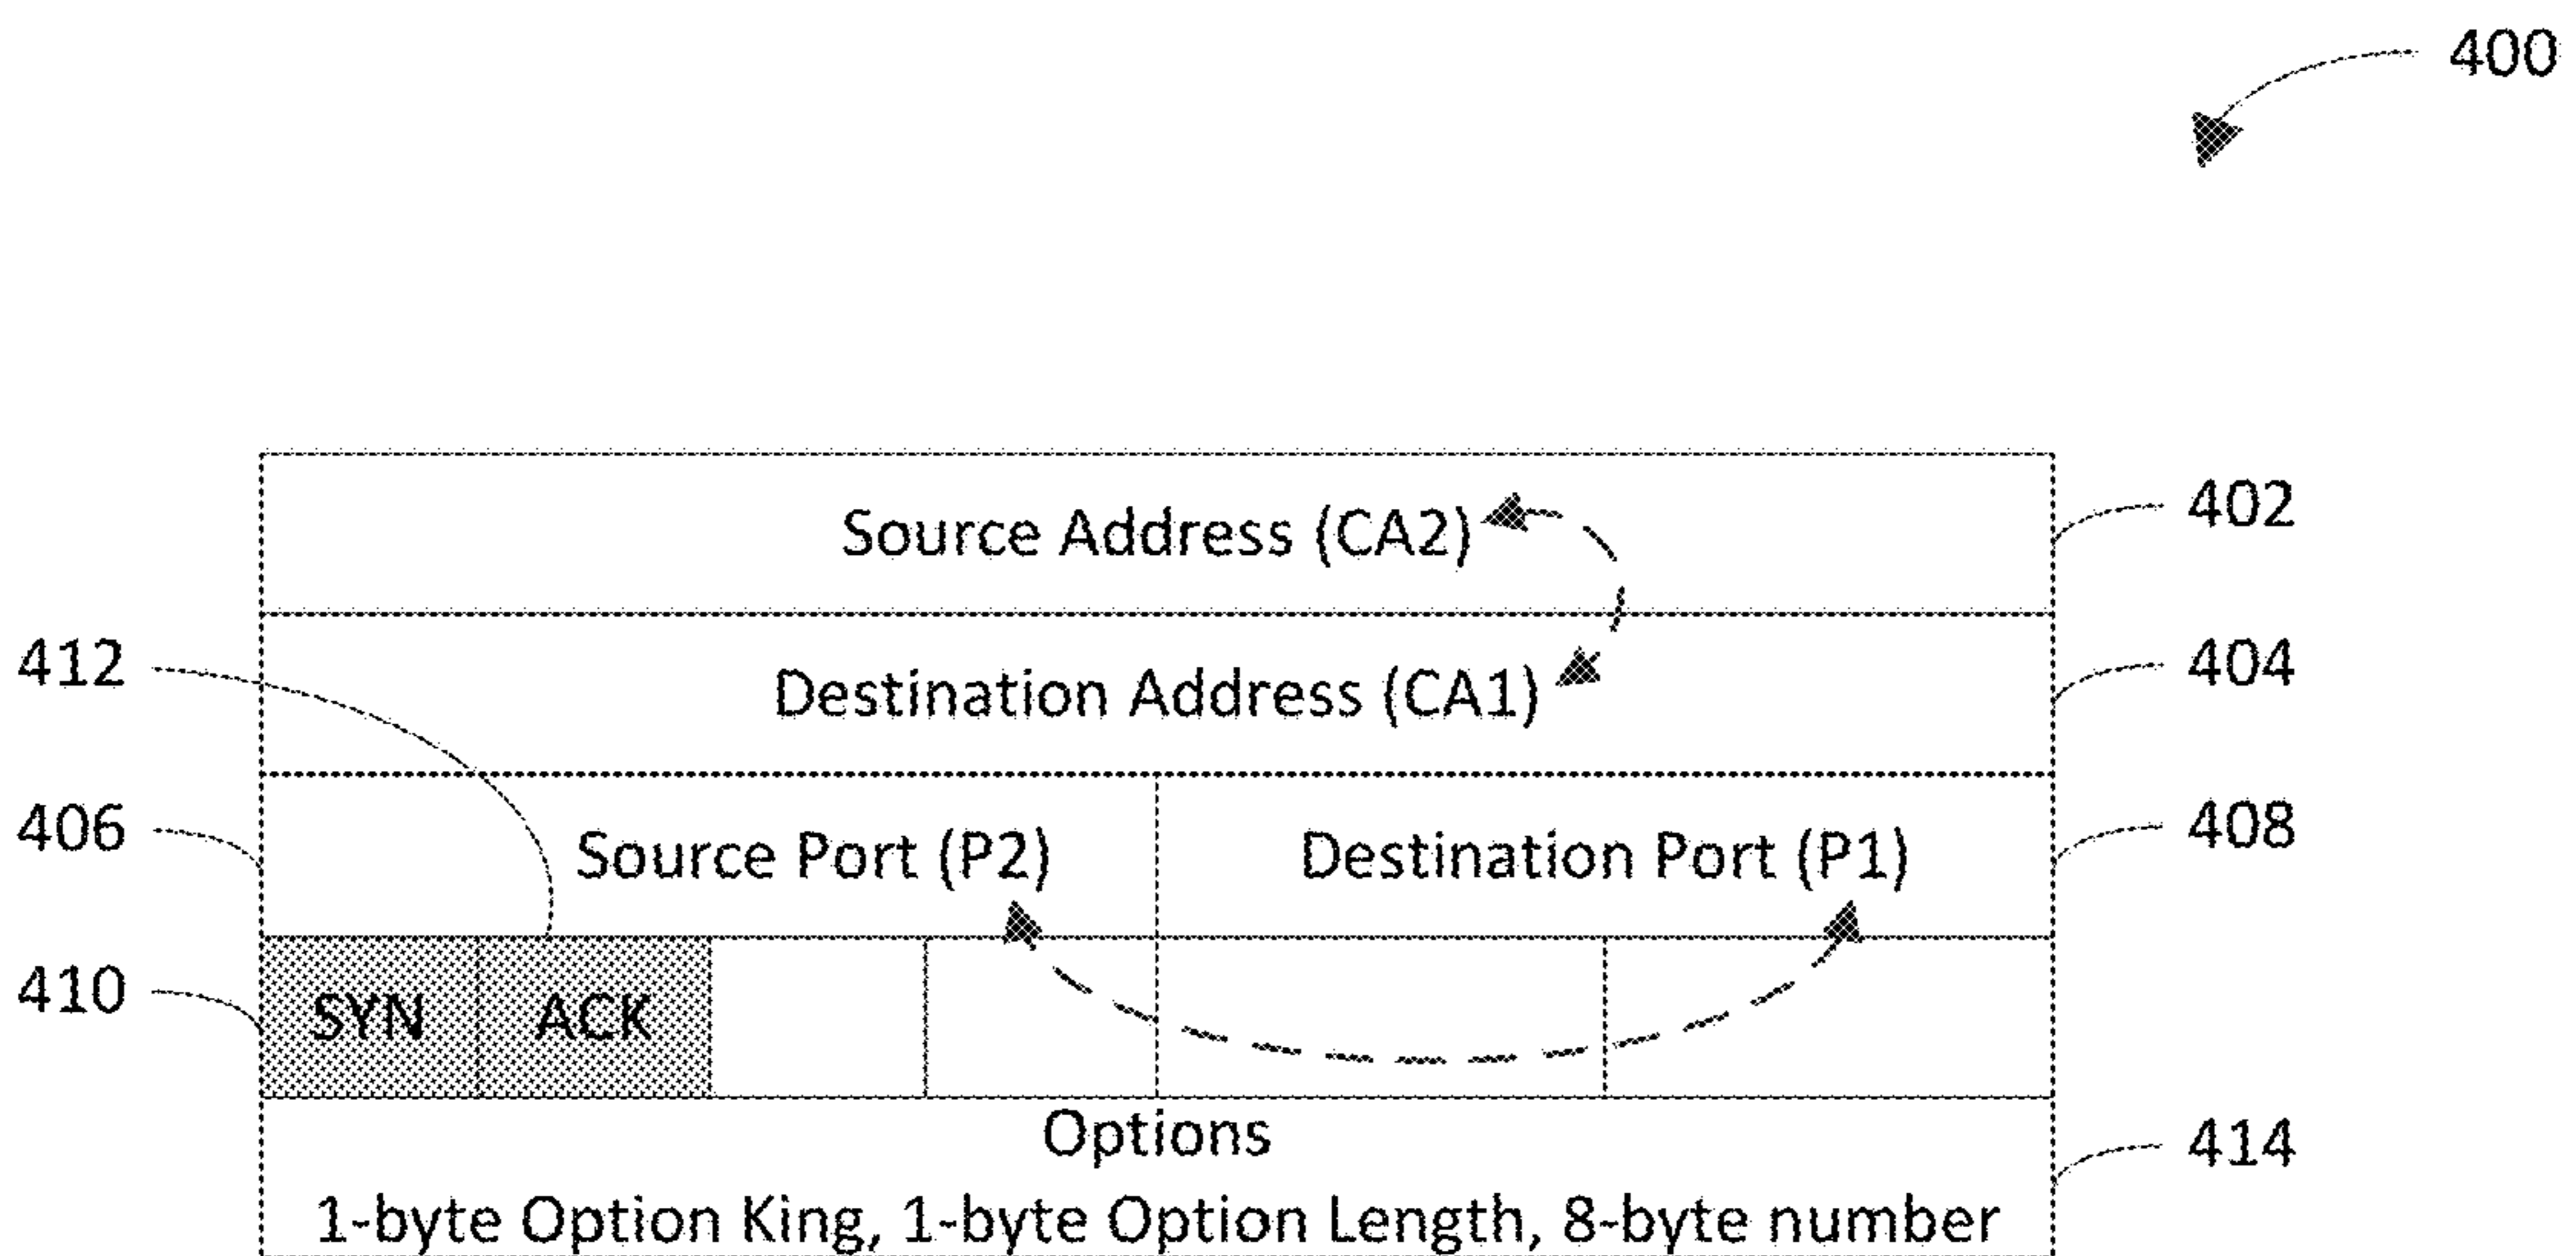 400
Source Address (CA2)
402
412
Destination Address (CA1)
404
406
Source Port (P2)
Destination Port (P1)
408
410
SYN
ACK
Options
414
1-byte Option King, 1-byte Option Length, 8-byte number